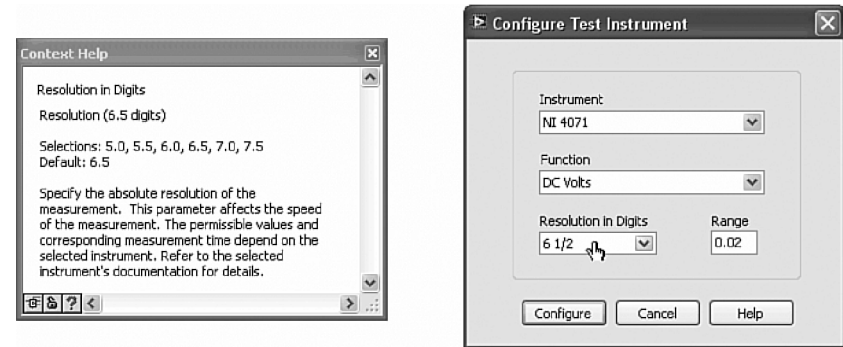 Context Help
Resolution in Digits
Resolution (6.5 digits)
Selections: 5.0, 5.5, 6.0, 6.5, 7.0, 7.5
Default: 6.5
Specify the absolute resolution of the
measurement. This parameter affects the speed
of the measurement. The permissible values and
corresponding measurement time depend on the
selected instrument. Refer to the selected
instrument's documentation for details.
?
Configure Test Instrument
Instrument
NI 4071
Function
DC Volts
Resolution in Digits Range
6 1/2 0.02
Configure Cancel Help